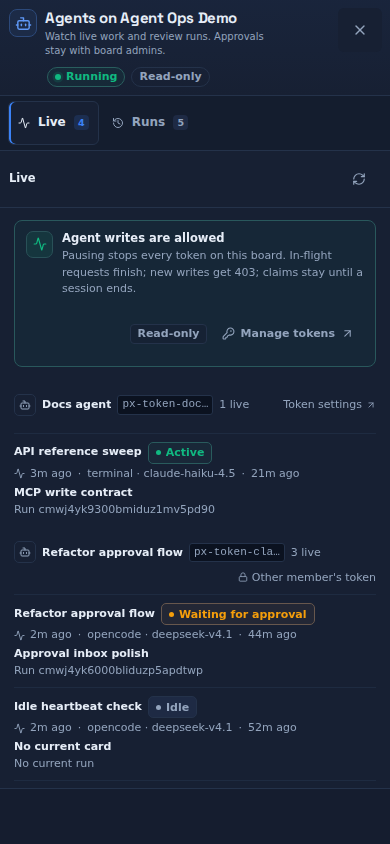 Agents on Agent Ops Demo
Watch live work and review runs. Approvals
stay with board admins.
Running
Read-only
Live 4
Runs 5
Live
Agent writes are allowed
Pausing stops every token on this board. In-flight
requests finish; new writes get 403; claims stay until a
session ends.
Read-only
Manage tokens
Docs agent px-token-doc… 1 live Token settings
API reference sweep Active
3m ago · terminal · claude-haiku-4.5 · 21m ago
MCP write contract
Run cmwj4yk9300bmiduz1mv5pd90
Refactor approval flow px-token-cla… 3 live
Other member's token
Refactor approval flow Waiting for approval
2m ago · opencode · deepseek-v4.1 · 44m ago
Approval inbox polish
Run cmwj4yk6000bliduzp5apdtwp
Idle heartbeat check Idle
2m ago · opencode · deepseek-v4.1 · 52m ago
No current card
No current run